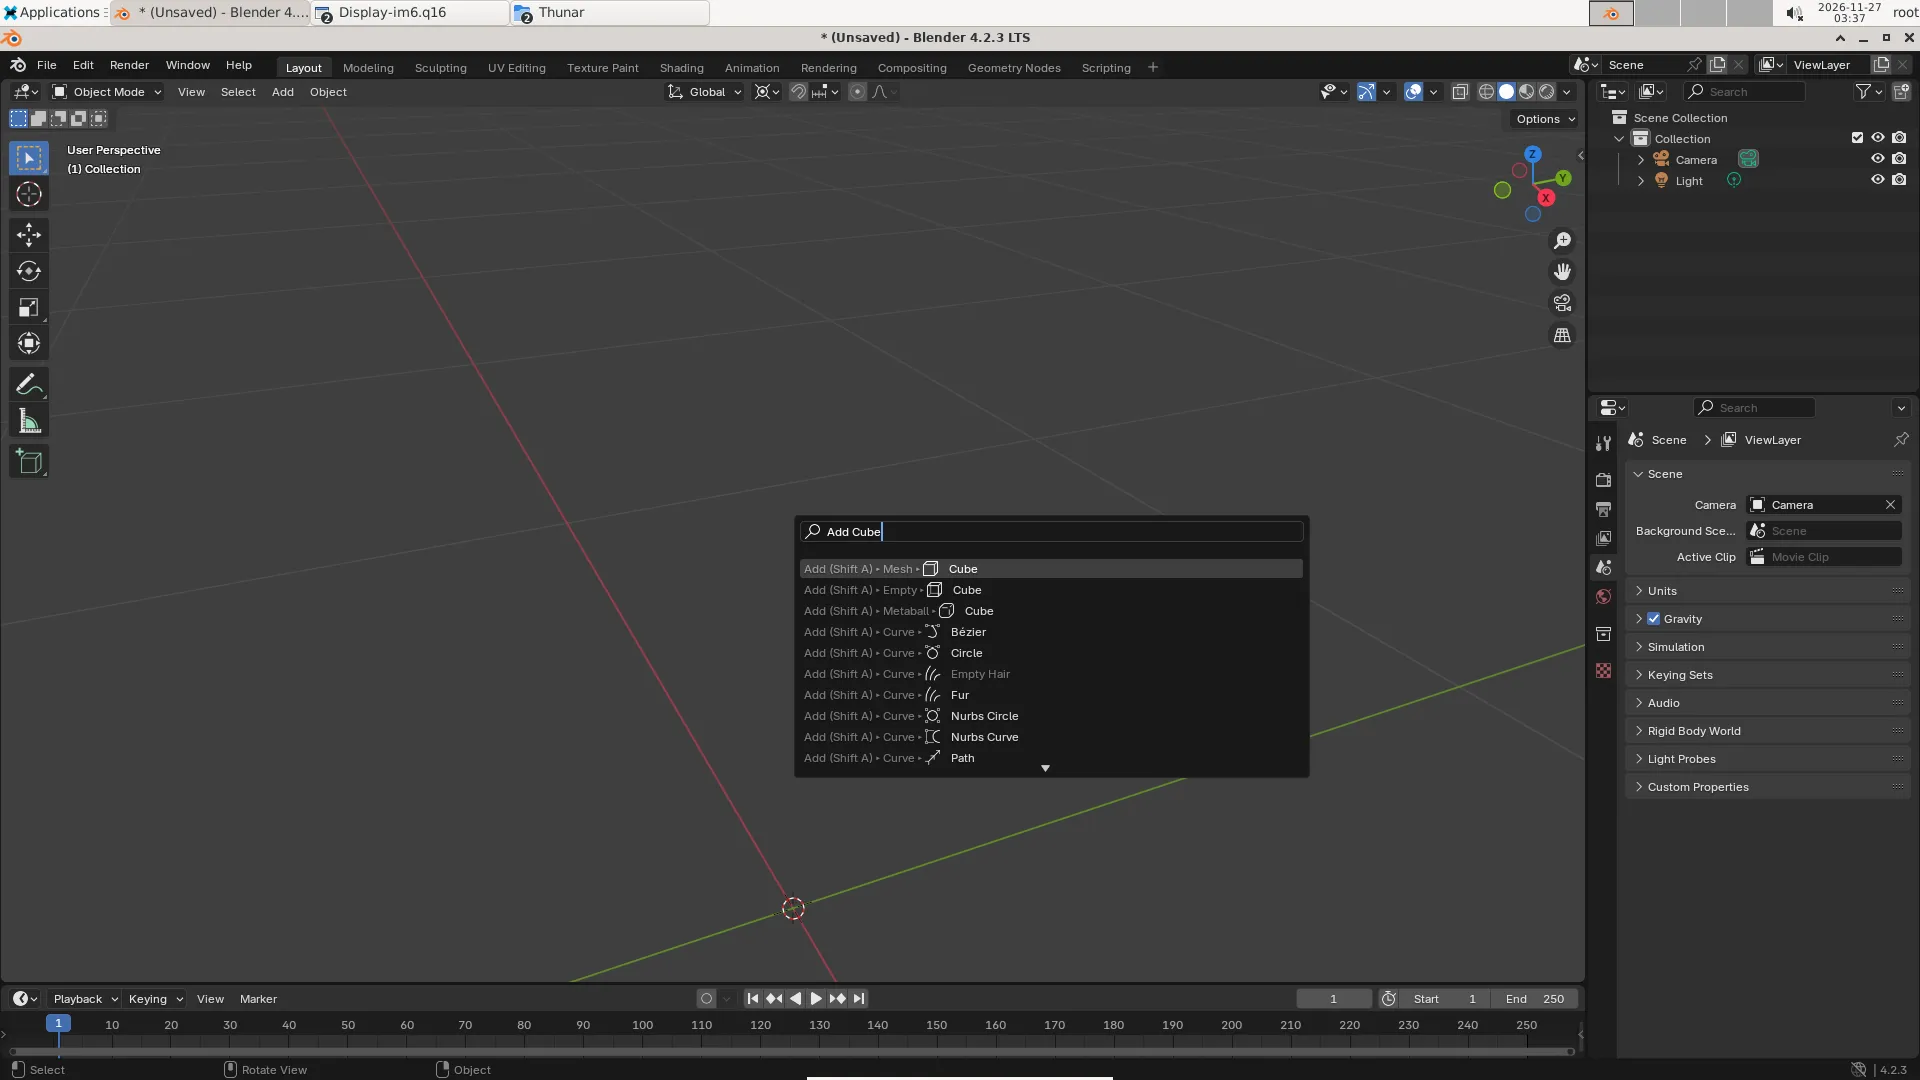 Applications
* (Unsaved) - Blender 4....
2
Display-im6.q16
2
Thunar
2026-11-27
03:37
root
* (Unsaved) - Blender 4.2.3 LTS
File Edit Render Window Help
Layout Modeling Sculpting UV Editing Texture Paint Shading Animation Rendering Compositing Geometry Nodes Scripting +
Scene
ViewLayer
Object Mode View Select Add Object
Global
Search
Options
User Perspective
(1) Collection
Z
Y
X
Scene Collection
Collection
Camera
Light
Search
Scene > ViewLayer
Scene
Camera Camera
Background Sce... Scene
Active Clip Movie Clip
Units
Gravity
Simulation
Keying Sets
Audio
Rigid Body World
Light Probes
Custom Properties
Add Cube
Add (Shift A) ▸ Mesh ▸ Cube
Add (Shift A) ▸ Empty ▸ Cube
Add (Shift A) ▸ Metaball ▸ Cube
Add (Shift A) ▸ Curve ▸ Bézier
Add (Shift A) ▸ Curve ▸ Circle
Add (Shift A) ▸ Curve ▸ Empty Hair
Add (Shift A) ▸ Curve ▸ Fur
Add (Shift A) ▸ Curve ▸ Nurbs Circle
Add (Shift A) ▸ Curve ▸ Nurbs Curve
Add (Shift A) ▸ Curve ▸ Path
Playback Keying View Marker
1 Start 1 End 250
1 10 20 30 40 50 60 70 80 90 100 110 120 130 140 150 160 170 180 190 200 210 220 230 240 250
Select Rotate View Object
4.2.3